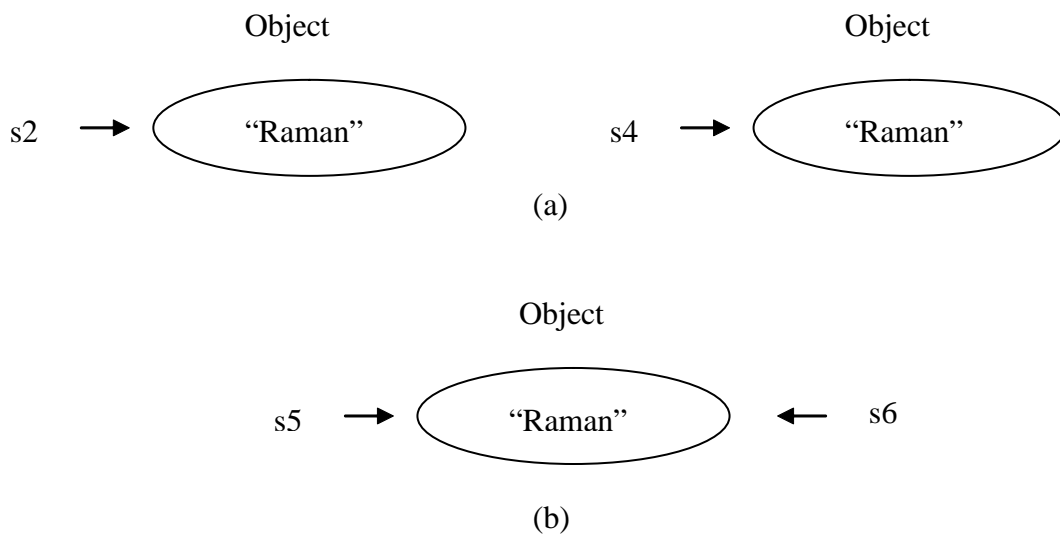 Object Object
s2 “Raman” s4 “Raman”
(a)
Object
s5 “Raman” s6
(b)